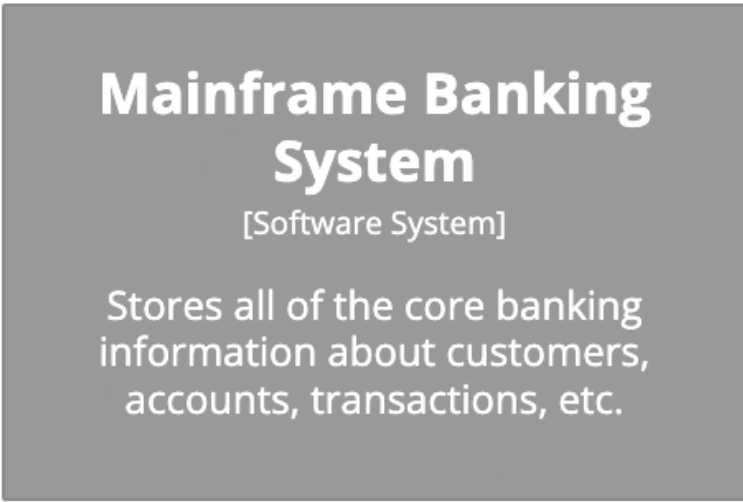 Mainframe Banking
System
[Software System]
Stores all of the core banking
information about customers,
accounts, transactions, etc.